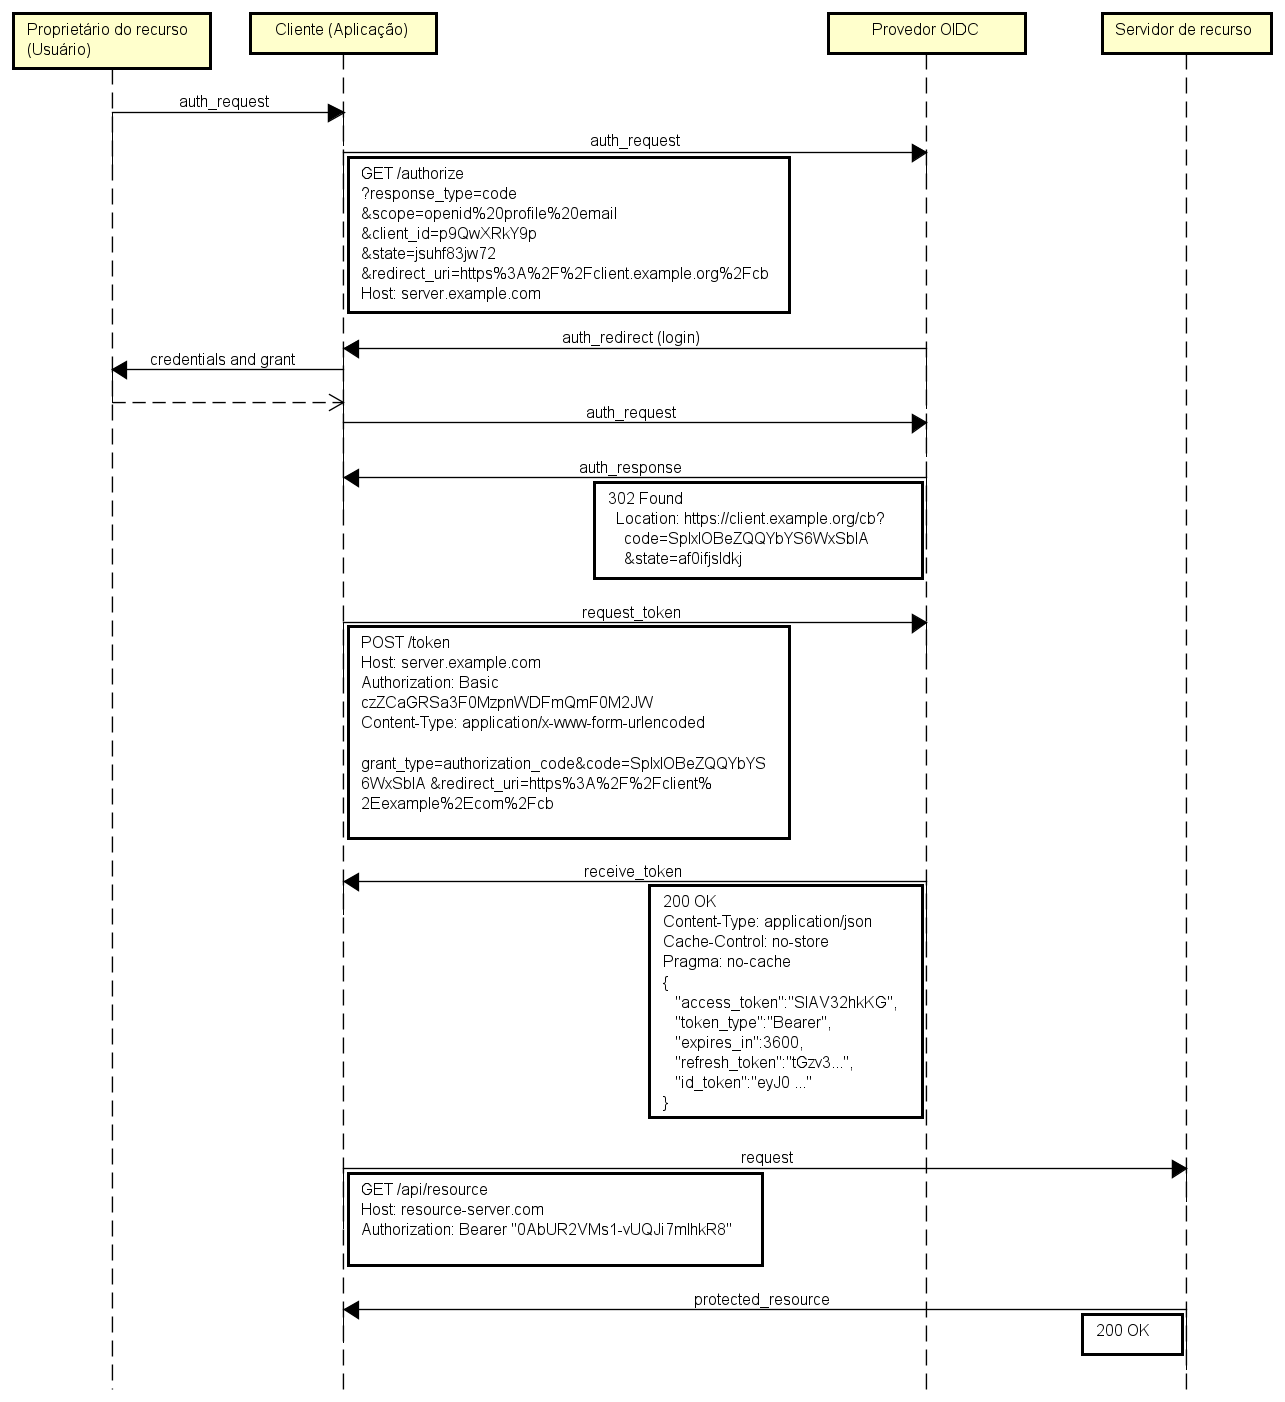 Proprietário do recurso
(Usuário)
Cliente (Aplicação)
Provedor OIDC
Servidor de recurso
auth_request
auth_request
GET /authorize
?response_type=code
&scope=openid%20profile%20email
&client_id=p9QwXRkY9p
&state=jsuhf83jw72
&redirect_uri=https%3A%2F%2Fclient.example.org%2Fcb
Host: server.example.com
auth_redirect (login)
credentials and grant
auth_request
auth_response
302 Found
Location: https://client.example.org/cb?
code=SplxlOBeZQQYbYS6WxSbIA
&state=af0ifjsldkj
request_token
POST /token
Host: server.example.com
Authorization: Basic
czZCaGRSa3F0MzpnWDFmQmF0M2JW
Content-Type: application/x-www-form-urlencoded
grant_type=authorization_code&code=SplxlOBeZQQYbYS
6WxSbIA &redirect_uri=https%3A%2F%2Fclient%
2Eexample%2Ecom%2Fcb
receive_token
200 OK
Content-Type: application/json
Cache-Control: no-store
Pragma: no-cache
{
"access_token":"SlAV32hkKG",
"token_type":"Bearer",
"expires_in":3600,
"refresh_token":"tGzv3...",
"id_token":"eyJ0 ..."
}
request
GET /api/resource
Host: resource-server.com
Authorization: Bearer "0AbUR2VMs1-vUQJi7mlhkR8"
protected_resource
200 OK